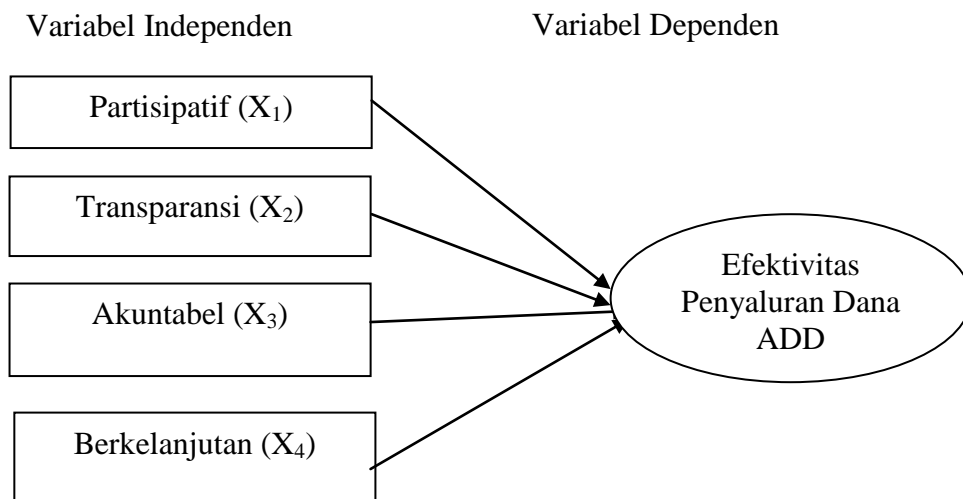 Variabel Independen
Variabel Dependen
Partisipatif (X₁)
Transparansi (X₂)
Akuntabel (X₃)
Berkelanjutan (X₄)
Efektivitas
Penyaluran Dana
ADD